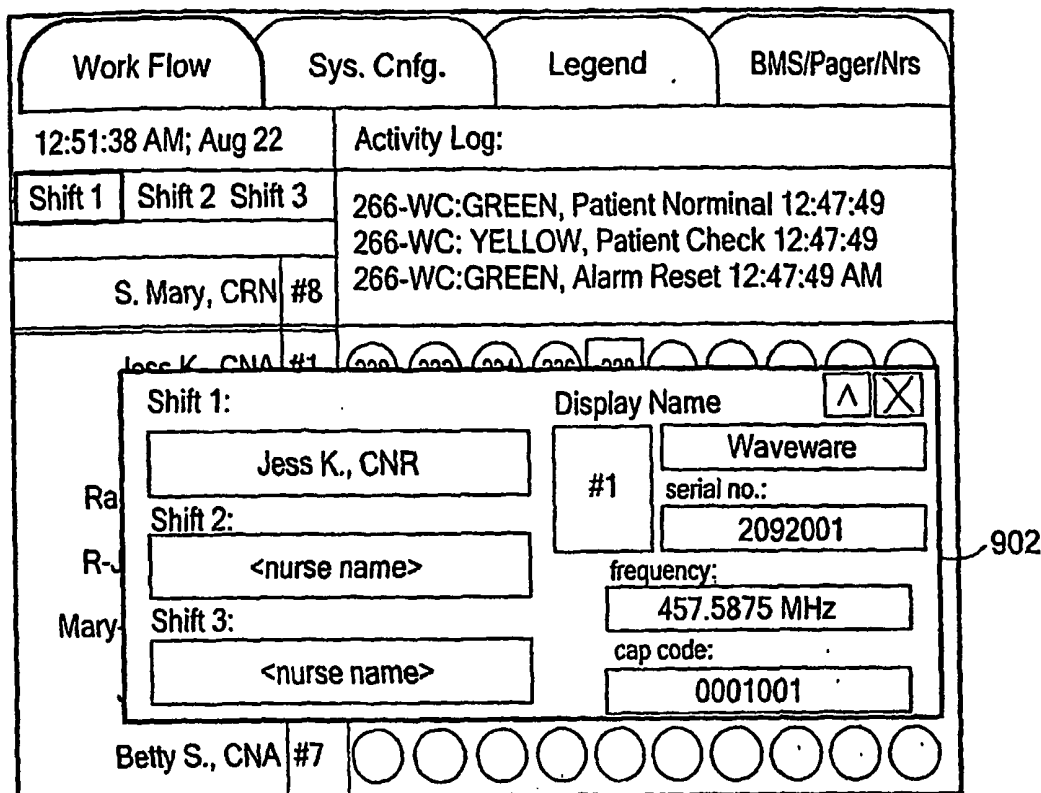 Work Flow
Sys. Cnfg.
Legend
BMS/Pager/Nrs
12:51:38 AM; Aug 22
Activity Log:
Shift 1 Shift 2 Shift 3
266-WC:GREEN, Patient Norminal 12:47:49
266-WC: YELLOW, Patient Check 12:47:49
266-WC:GREEN, Alarm Reset 12:47:49 AM
S. Mary, CRN #8
Jess K., CNA #1
Shift 1:
Display Name
^ X
Jess K., CNR
#1
Waveware
serial no.:
2092001
Ra
Shift 2:
R-J
<nurse name>
902
frequency:
457.5875 MHz
Mary-
Shift 3:
<nurse name>
cap code:
0001001
Betty S., CNA #7